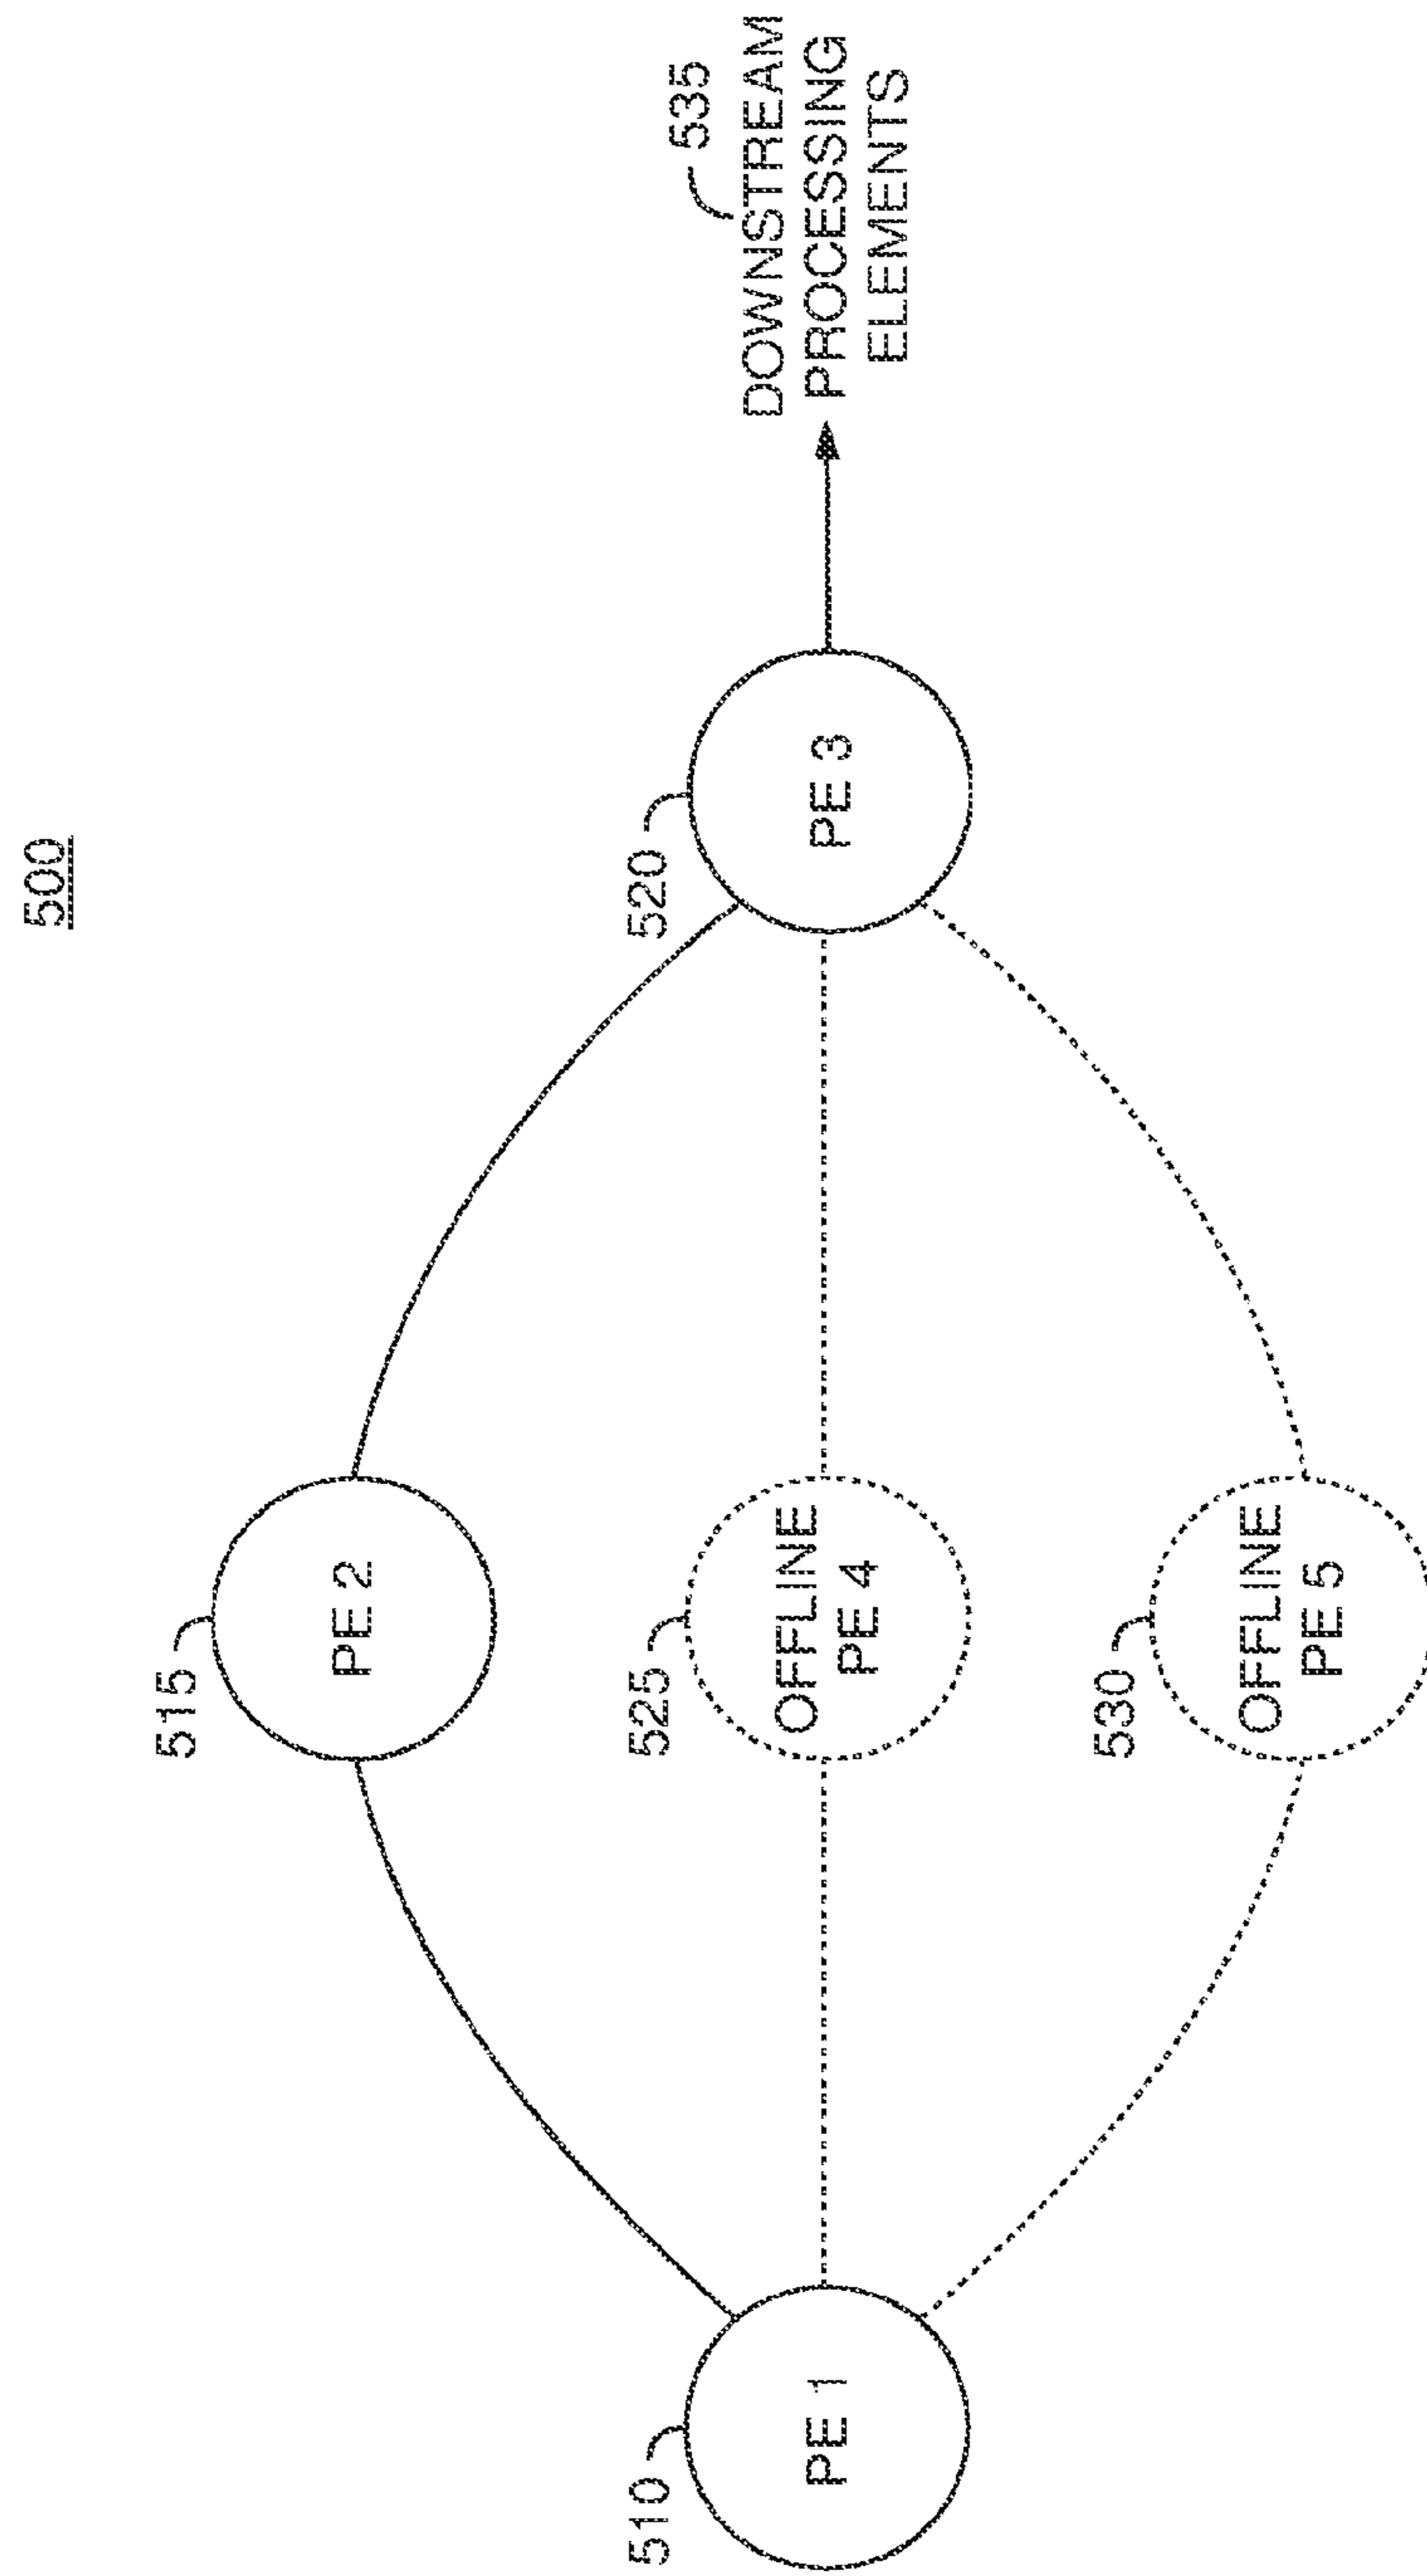 500
515
PE 2
510
PE 1
525
OFFLINE
PE 4
520
PE 3
535
DOWNSTREAM
PROCESSING
ELEMENTS
530
OFFLINE
PE 5